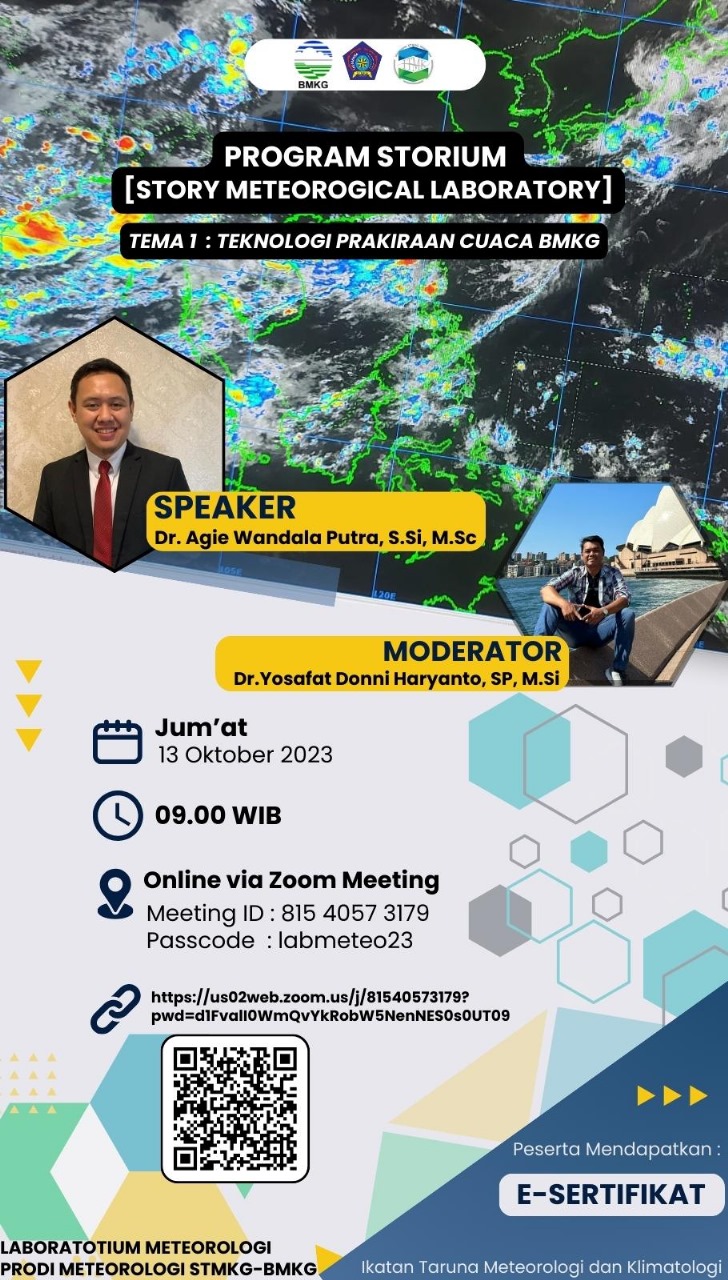 BMKG
PROGRAM STORIUM
[STORY METEOROGICAL LABORATORY]
TEMA 1 : TEKNOLOGI PRAKIRAAN CUACA BMKG
SPEAKER
Dr. Agie Wandala Putra, S.Si, M.Sc
105E
120E
MODERATOR
Dr.Yosafat Donni Haryanto, SP, M.Si
Jum’at
13 Oktober 2023
09.00 WIB
Online via Zoom Meeting
Meeting ID : 815 4057 3179
Passcode : labmeteo23
https://us02web.zoom.us/j/81540573179?
pwd=d1FvalI0WmQvYkRobW5NenNES0s0UT09
Peserta Mendapatkan :
E-SERTIFIKAT
LABORATOTIUM METEOROLOGI
PRODI METEOROLOGI STMKG-BMKG
Ikatan Taruna Meteorologi dan Klimatologi